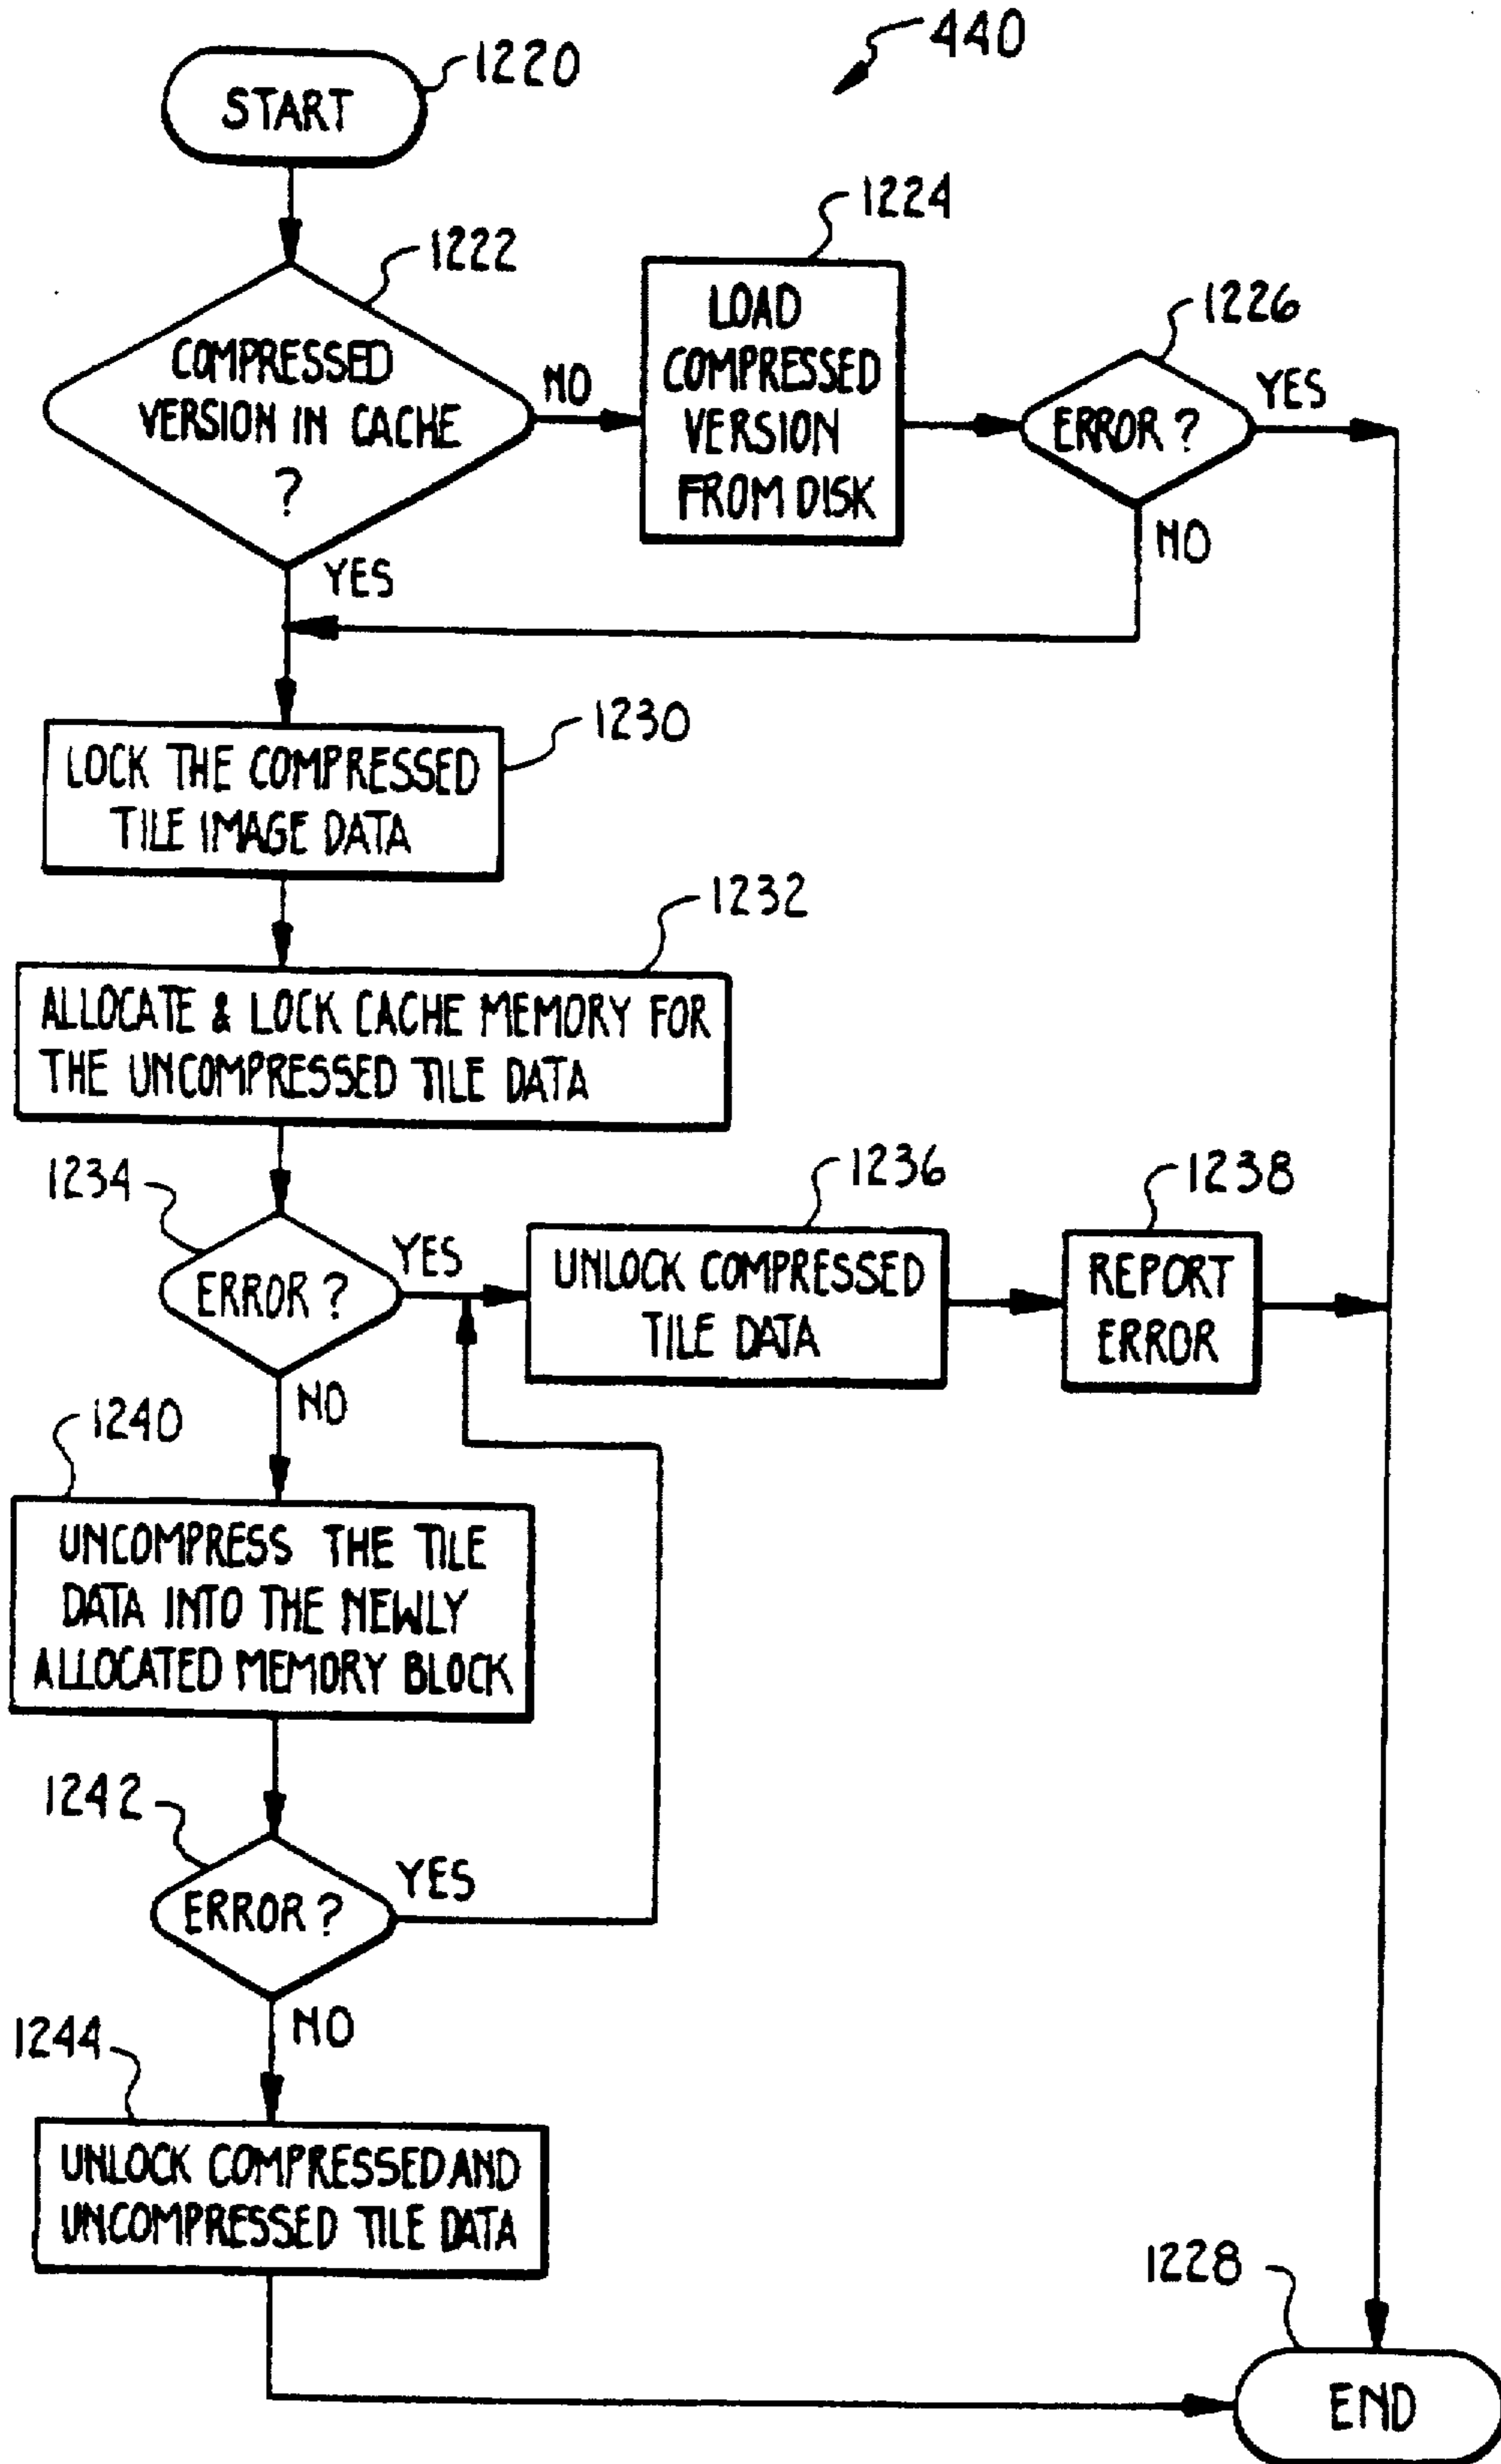 440
1220
START
1222
COMPRESSED
VERSION IN CACHE
?
NO
YES
1224
LOAD
COMPRESSED
VERSION
FROM DISK
1226
ERROR ?
YES
NO
1230
LOCK THE COMPRESSED
TILE IMAGE DATA
1232
ALLOCATE & LOCK CACHE MEMORY FOR
THE UNCOMPRESSED TILE DATA
1234
ERROR ?
YES
NO
1236
UNLOCK COMPRESSED
TILE DATA
1238
REPORT
ERROR
1240
UNCOMPRESS THE TILE
DATA INTO THE NEWLY
ALLOCATED MEMORY BLOCK
1242
ERROR ?
YES
NO
1244
UNLOCK COMPRESSED AND
UNCOMPRESSED TILE DATA
1228
END